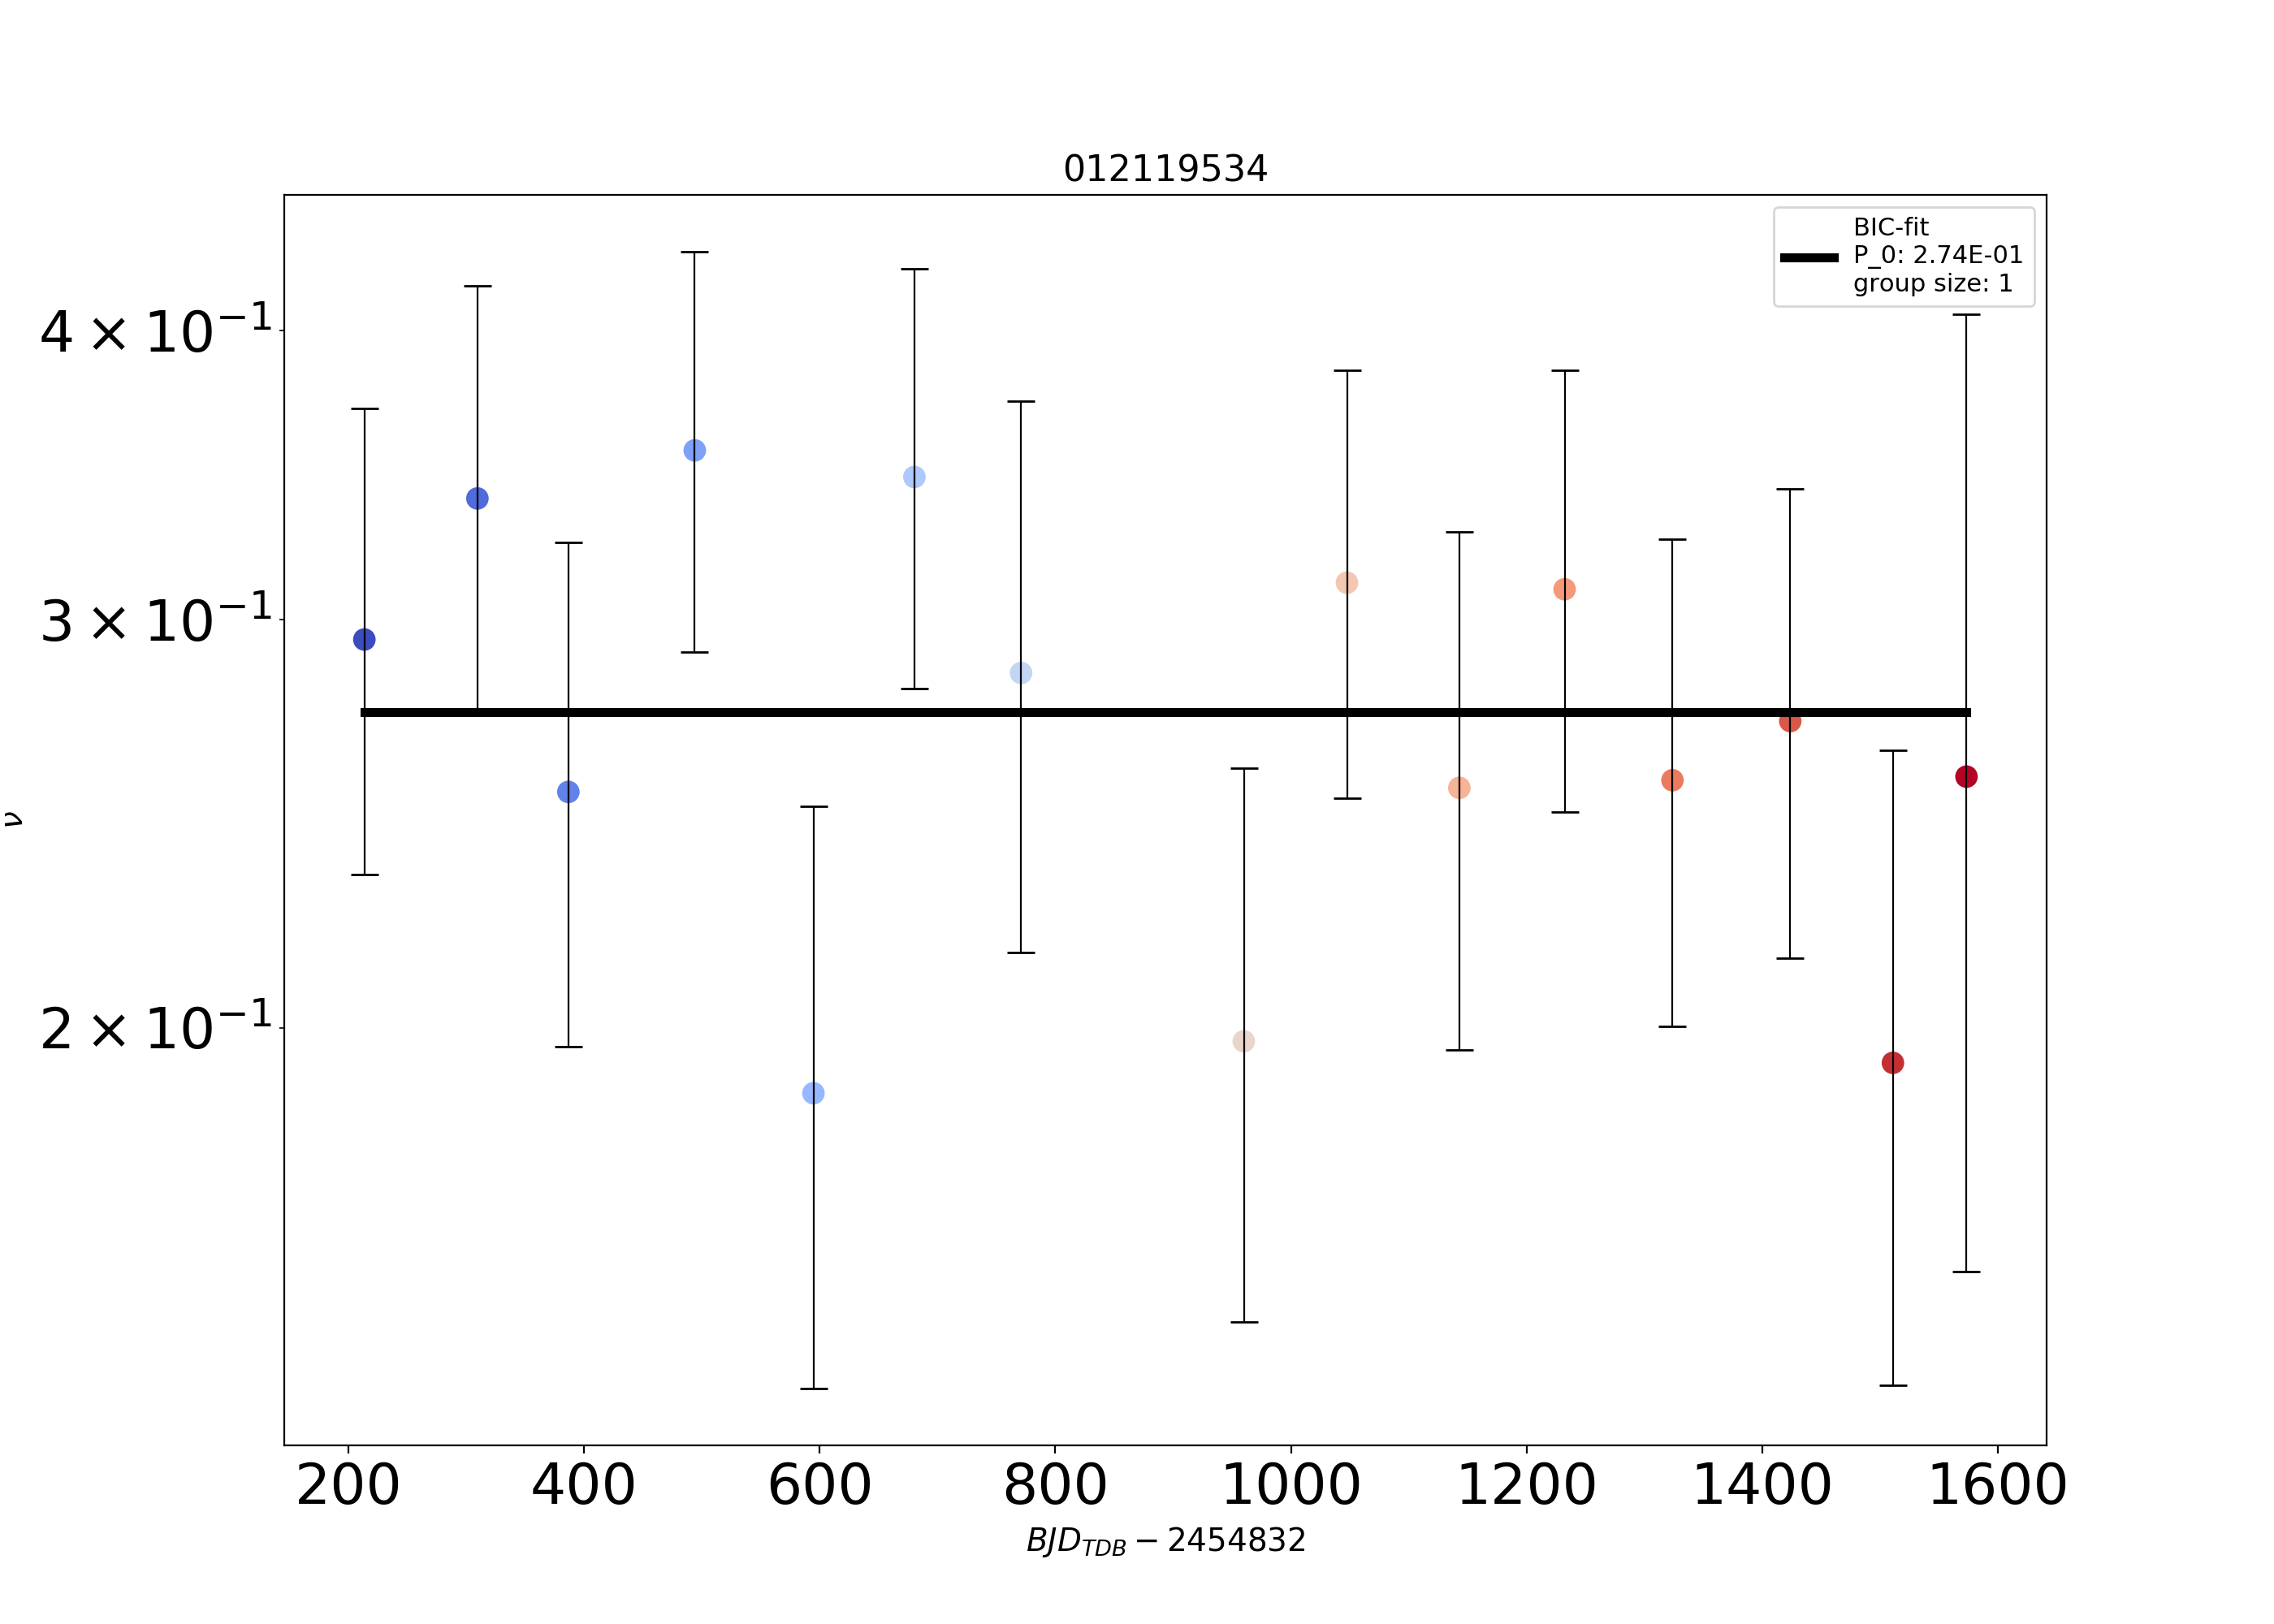 012119534
BIC-fit
P_0: 2.74E-01
group size: 1
4 × 10⁻¹
3 × 10⁻¹
2 × 10⁻¹
ν
200 400 600 800 1000 1200 1400 1600
BJD_TDB − 2454832